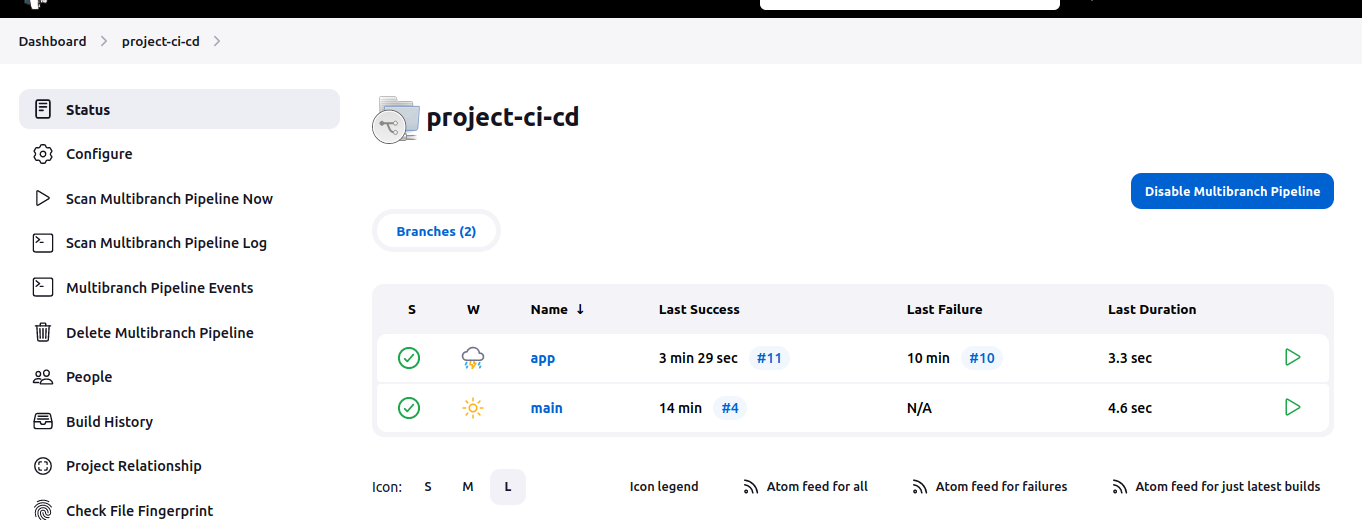 Dashboard > project-ci-cd >
Status
Configure
Scan Multibranch Pipeline Now
Scan Multibranch Pipeline Log
Multibranch Pipeline Events
Delete Multibranch Pipeline
People
Build History
Project Relationship
Check File Fingerprint
project-ci-cd
Disable Multibranch Pipeline
Branches (2)
S W Name ↓ Last Success Last Failure Last Duration
app 3 min 29 sec #11 10 min #10 3.3 sec
main 14 min #4 N/A 4.6 sec
Icon: S M L Icon legend Atom feed for all Atom feed for failures Atom feed for just latest builds